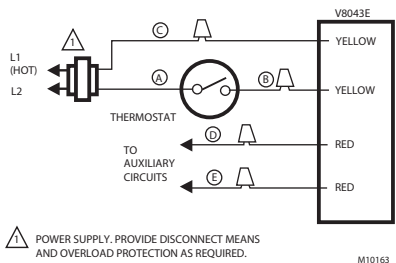 V8043E
C
1
YELLOW
L1
(HOT)
L2
A
B
YELLOW
THERMOSTAT
D
RED
TO
AUXILIARY
CIRCUITS
E
RED
1 POWER SUPPLY. PROVIDE DISCONNECT MEANS
AND OVERLOAD PROTECTION AS REQUIRED.
M10163